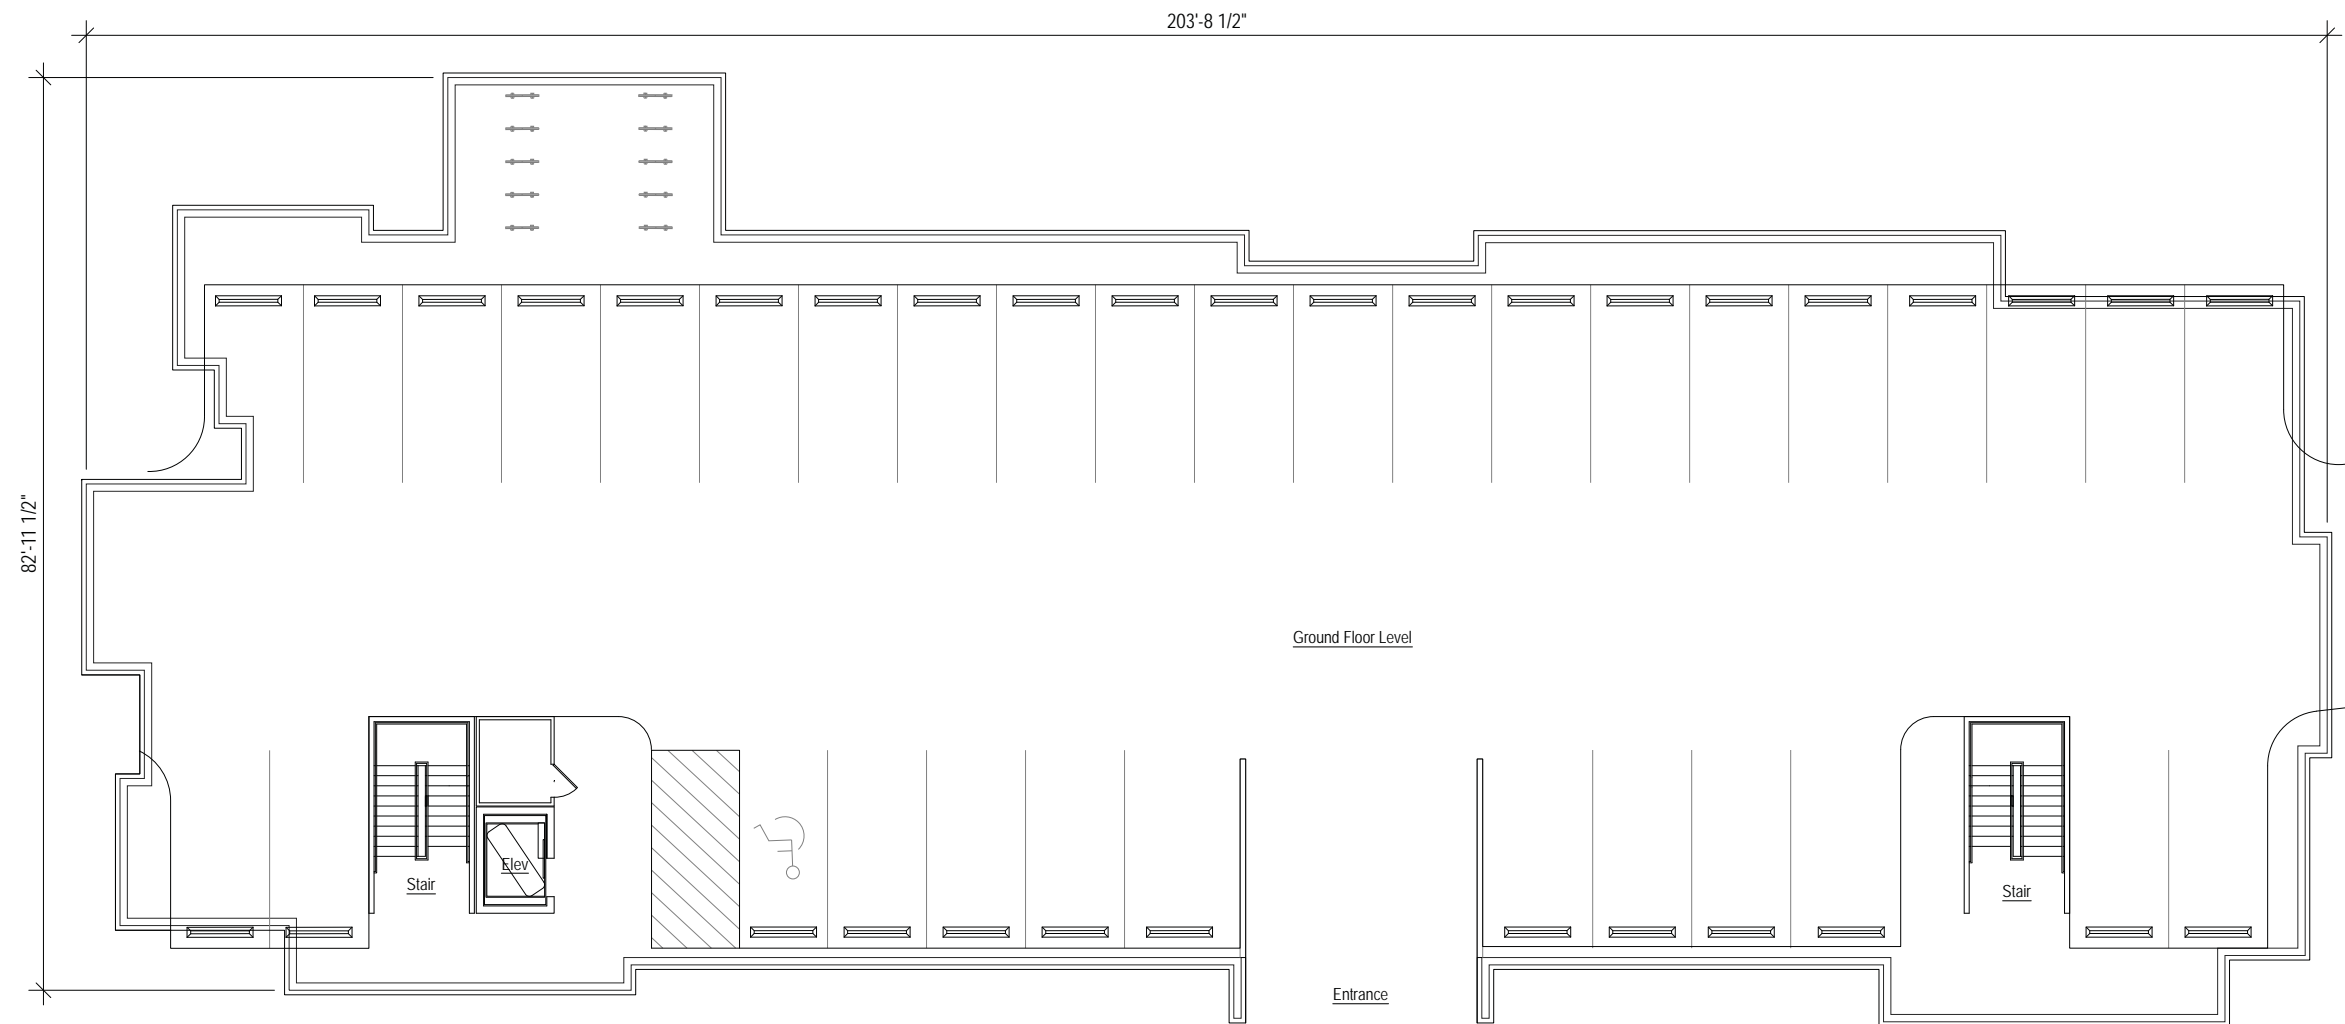 203'-8 1/2"
82'-11 1/2"
Ground Floor Level
Elev
Stair
Stair
Entrance